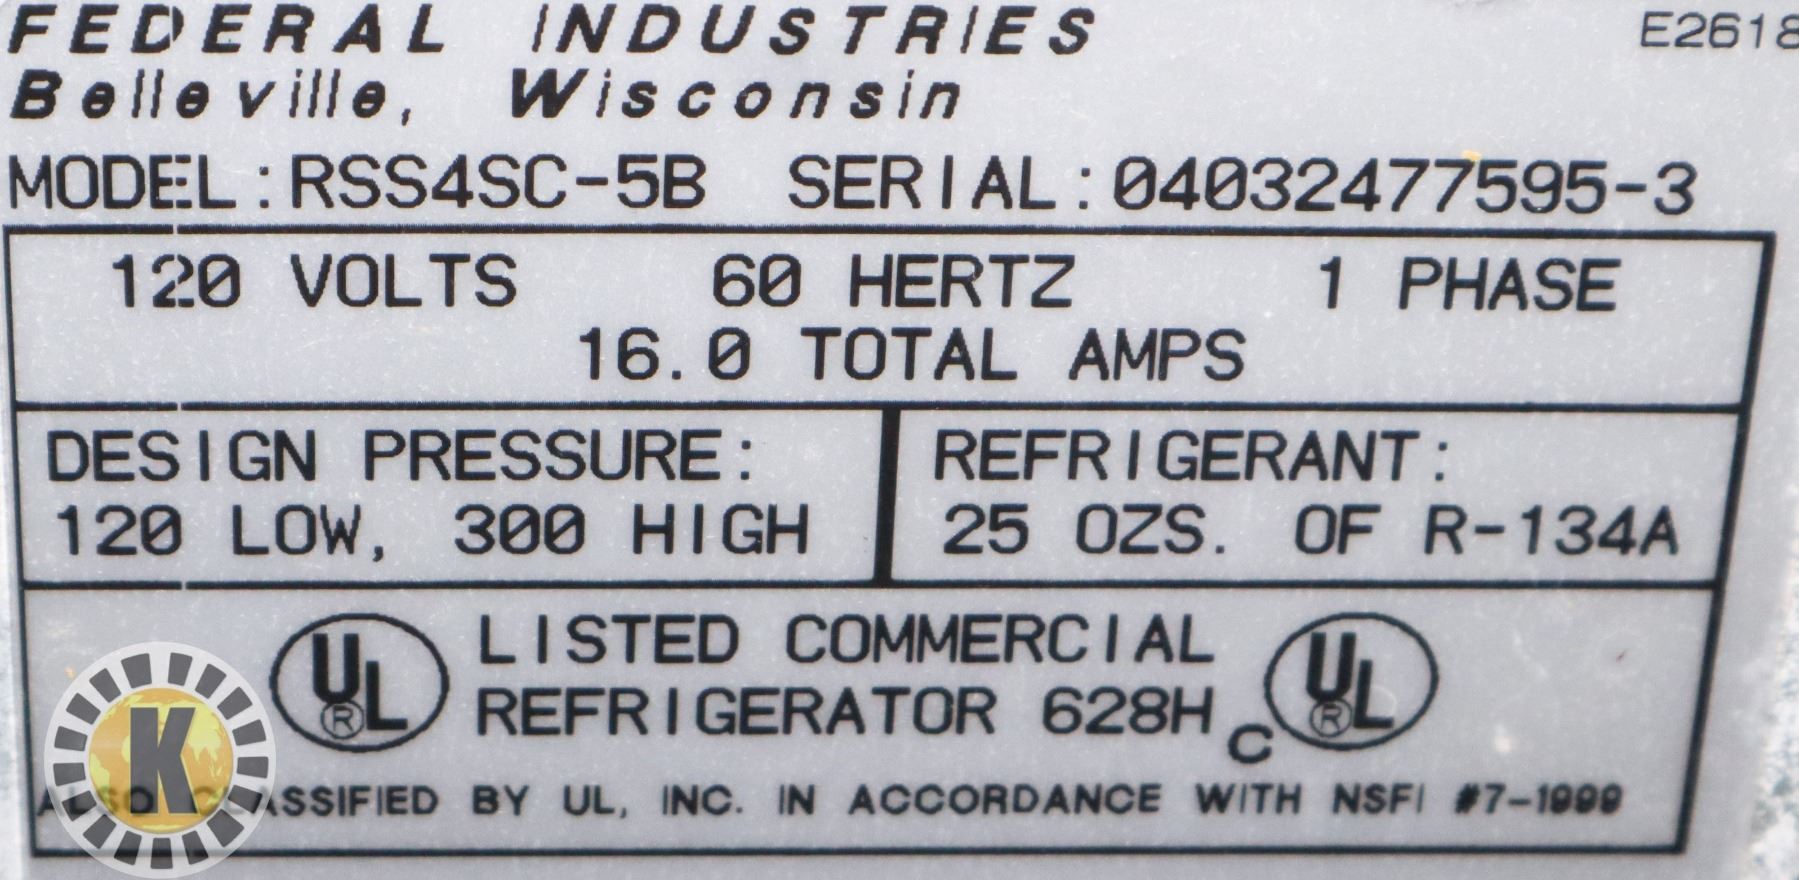 FEDERAL INDUSTRIES E2618
Belleville, Wisconsin
MODEL: RSS4SC-5B SERIAL: 04032477595-3
120 VOLTS 60 HERTZ 1 PHASE
16.0 TOTAL AMPS
DESIGN PRESSURE:
120 LOW, 300 HIGH
REFRIGERANT:
25 OZS. OF R-134A
UL ® LISTED COMMERCIAL
REFRIGERATOR 628H
C UL ®
ALSO CLASSIFIED BY UL, INC. IN ACCORDANCE WITH NSFI #7-1999
K